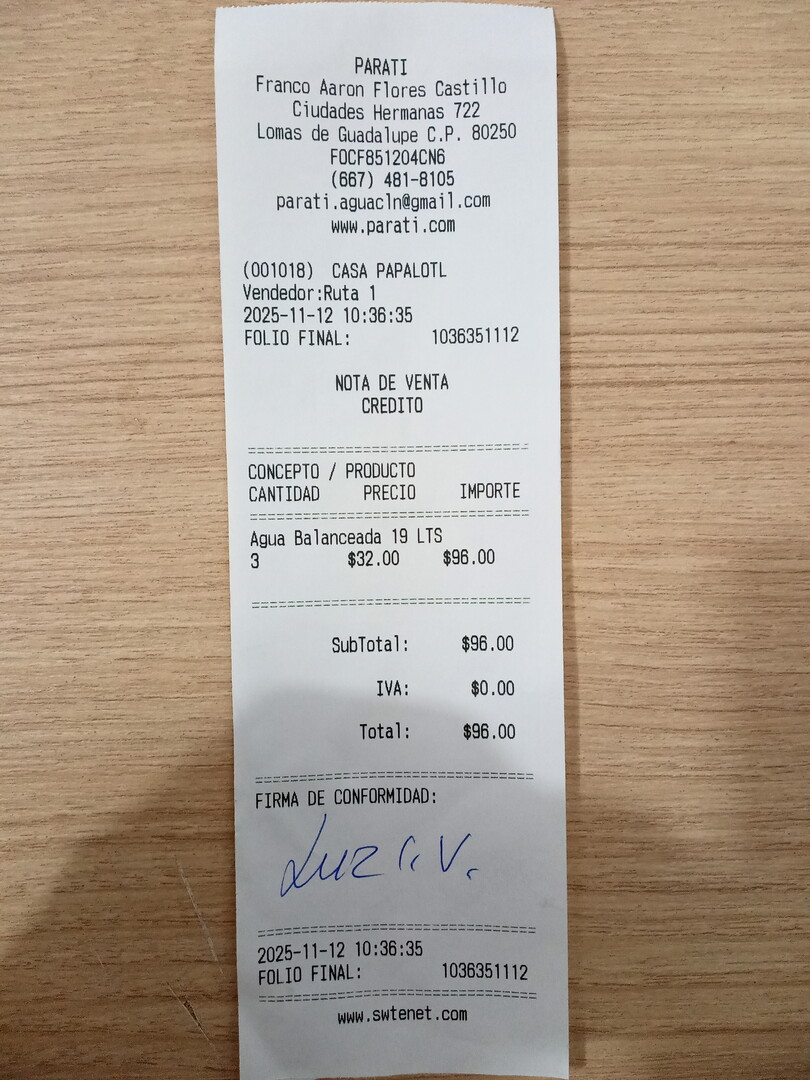 PARATI
Franco Aaron Flores Castillo
Ciudades Hermanas 722
Lomas de Guadalupe C.P. 80250
FOCF851204CN6
(667) 481-8105
parati.aguacln@gmail.com
www.parati.com
(001018) CASA PAPALOTL
Vendedor:Ruta 1
2025-11-12 10:36:35
FOLIO FINAL: 1036351112
NOTA DE VENTA
CREDITO
CONCEPTO / PRODUCTO
CANTIDAD PRECIO IMPORTE
Agua Balanceada 19 LTS
3 $32.00 $96.00
SubTotal: $96.00
IVA: $0.00
Total: $96.00
FIRMA DE CONFORMIDAD:
Luz V.
2025-11-12 10:36:35
FOLIO FINAL: 1036351112
www.swtenet.com